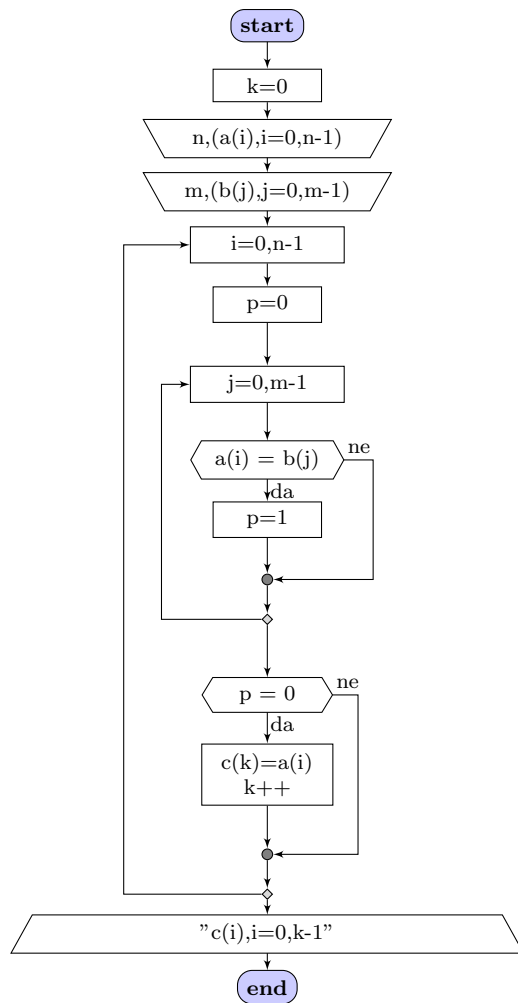 start
k=0
n,(a(i),i=0,n-1)
m,(b(j),j=0,m-1)
i=0,n-1
p=0
j=0,m-1
a(i) = b(j)
ne
da
p=1
p = 0
ne
da
c(k)=a(i)
k++
”c(i),i=0,k-1”
end